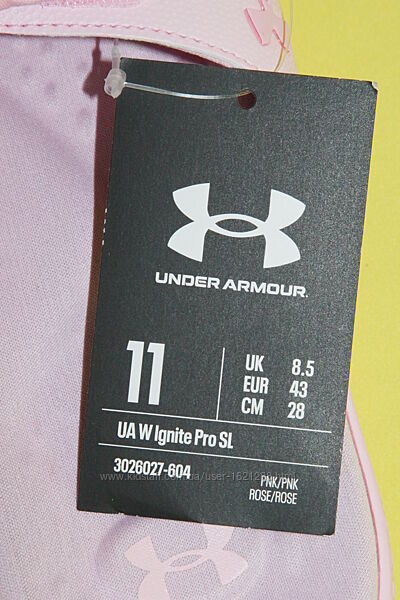 UNDER ARMOUR.
11
UK 8.5
EUR 43
CM 28
UA W Ignite Pro SL
3026027-604
PNK/PNK
ROSE/ROSE